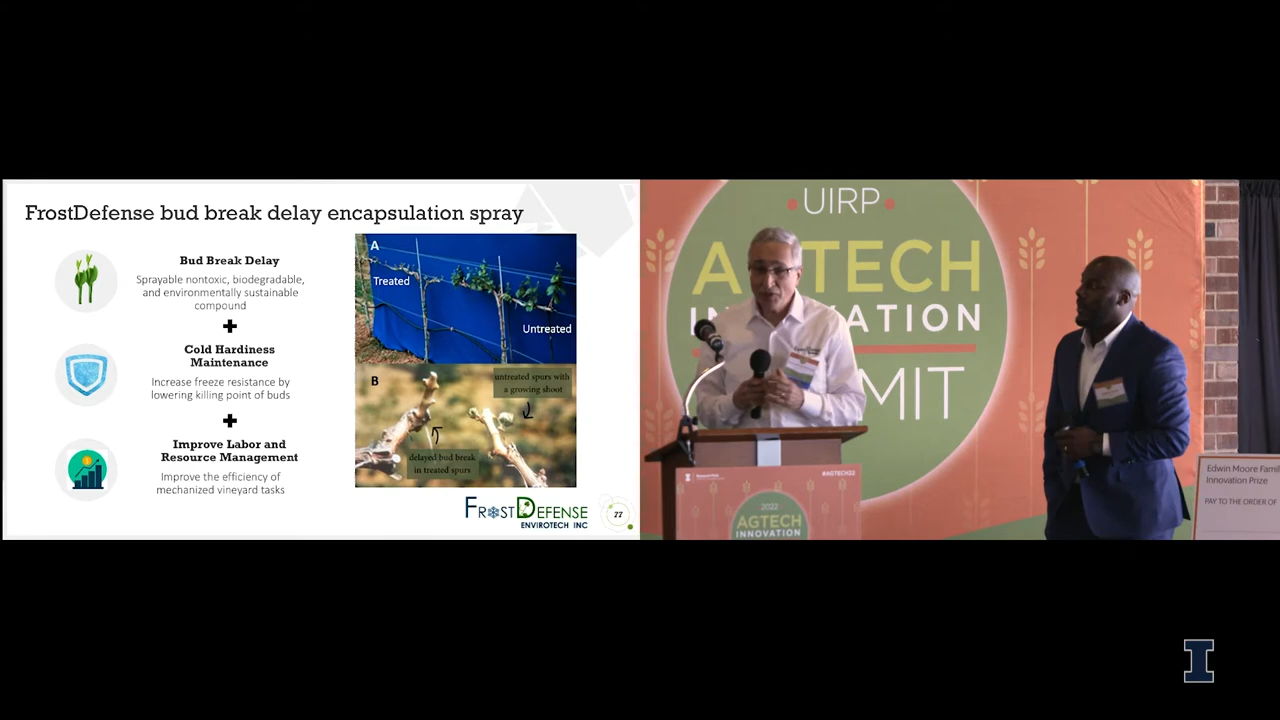 FrostDefense bud break delay encapsulation spray
Bud Break Delay
Sprayable nontoxic, biodegradable,
and environmentally sustainable
compound
Cold Hardiness
Maintenance
Increase freeze resistance by
lowering killing point of buds
Improve Labor and
Resource Management
Improve the efficiency of
mechanized vineyard tasks
A
Treated
Untreated
B
untreated spurs with
a growing shoot
delayed bud break
in treated spurs
FROSTDEFENSE
ENVIROTECH INC
77
UIRP
AGTECH
INNOVATION
MIT
#AGTECH22
2022
AGTECH
INNOVATION
Edwin Moore Famil
Innovation Prize
PAY TO THE ORDER OF
I